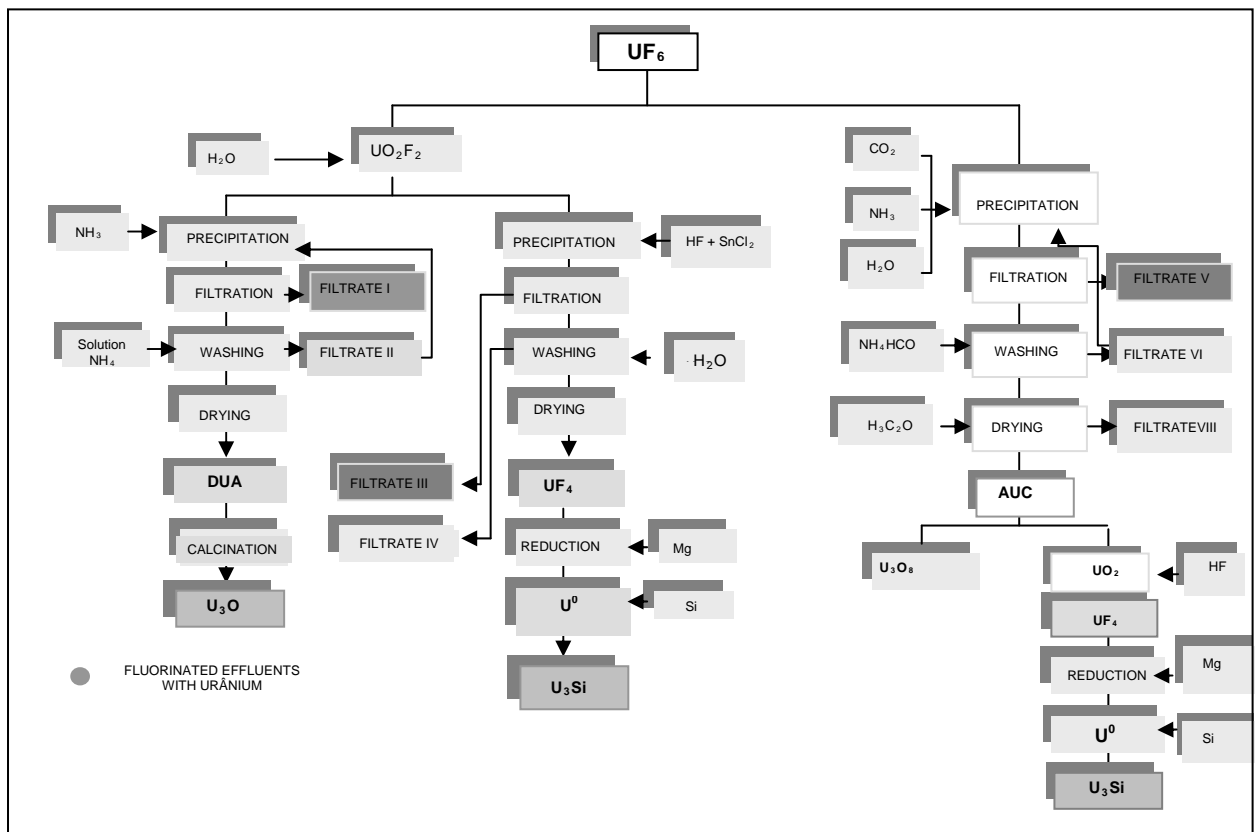 UF₆
H₂O
UO₂F₂
NH₃
PRECIPITATION
FILTRATION
FILTRATE I
Solution
NH₄
WASHING
FILTRATE II
DRYING
DUA
CALCINATION
U₃O
PRECIPITATION
HF + SnCl₂
FILTRATION
WASHING
H₂O
DRYING
FILTRATE III
UF₄
FILTRATE IV
REDUCTION
Mg
U⁰
Si
U₃Si
CO₂
NH₃
H₂O
PRECIPITATION
FILTRATION
FILTRATE V
NH₄HCO
WASHING
FILTRATE VI
H₃C₂O
DRYING
FILTRATEVIII
AUC
U₃O₈
UO₂
HF
UF₄
REDUCTION
Mg
U⁰
Si
U₃Si
FLUORINATED EFFLUENTS
WITH URÂNIUM